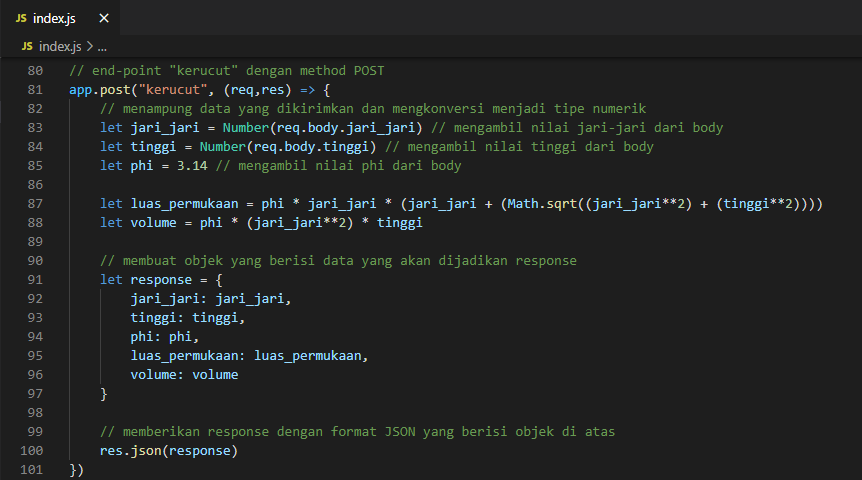 JS index.js ×
JS index.js > ...
80 // end-point "kerucut" dengan method POST
81 app.post("kerucut", (req,res) => {
82 // menampung data yang dikirimkan dan mengkonversi menjadi tipe numerik
83 let jari_jari = Number(req.body.jari_jari) // mengambil nilai jari-jari dari body
84 let tinggi = Number(req.body.tinggi) // mengambil nilai tinggi dari body
85 let phi = 3.14 // mengambil nilai phi dari body
86
87 let luas_permukaan = phi * jari_jari * (jari_jari + (Math.sqrt((jari_jari**2) + (tinggi**2))))
88 let volume = phi * (jari_jari**2) * tinggi
89
90 // membuat objek yang berisi data yang akan dijadikan response
91 let response = {
92 jari_jari: jari_jari,
93 tinggi: tinggi,
94 phi: phi,
95 luas_permukaan: luas_permukaan,
96 volume: volume
97 }
98
99 // memberikan response dengan format JSON yang berisi objek di atas
100 res.json(response)
101 })